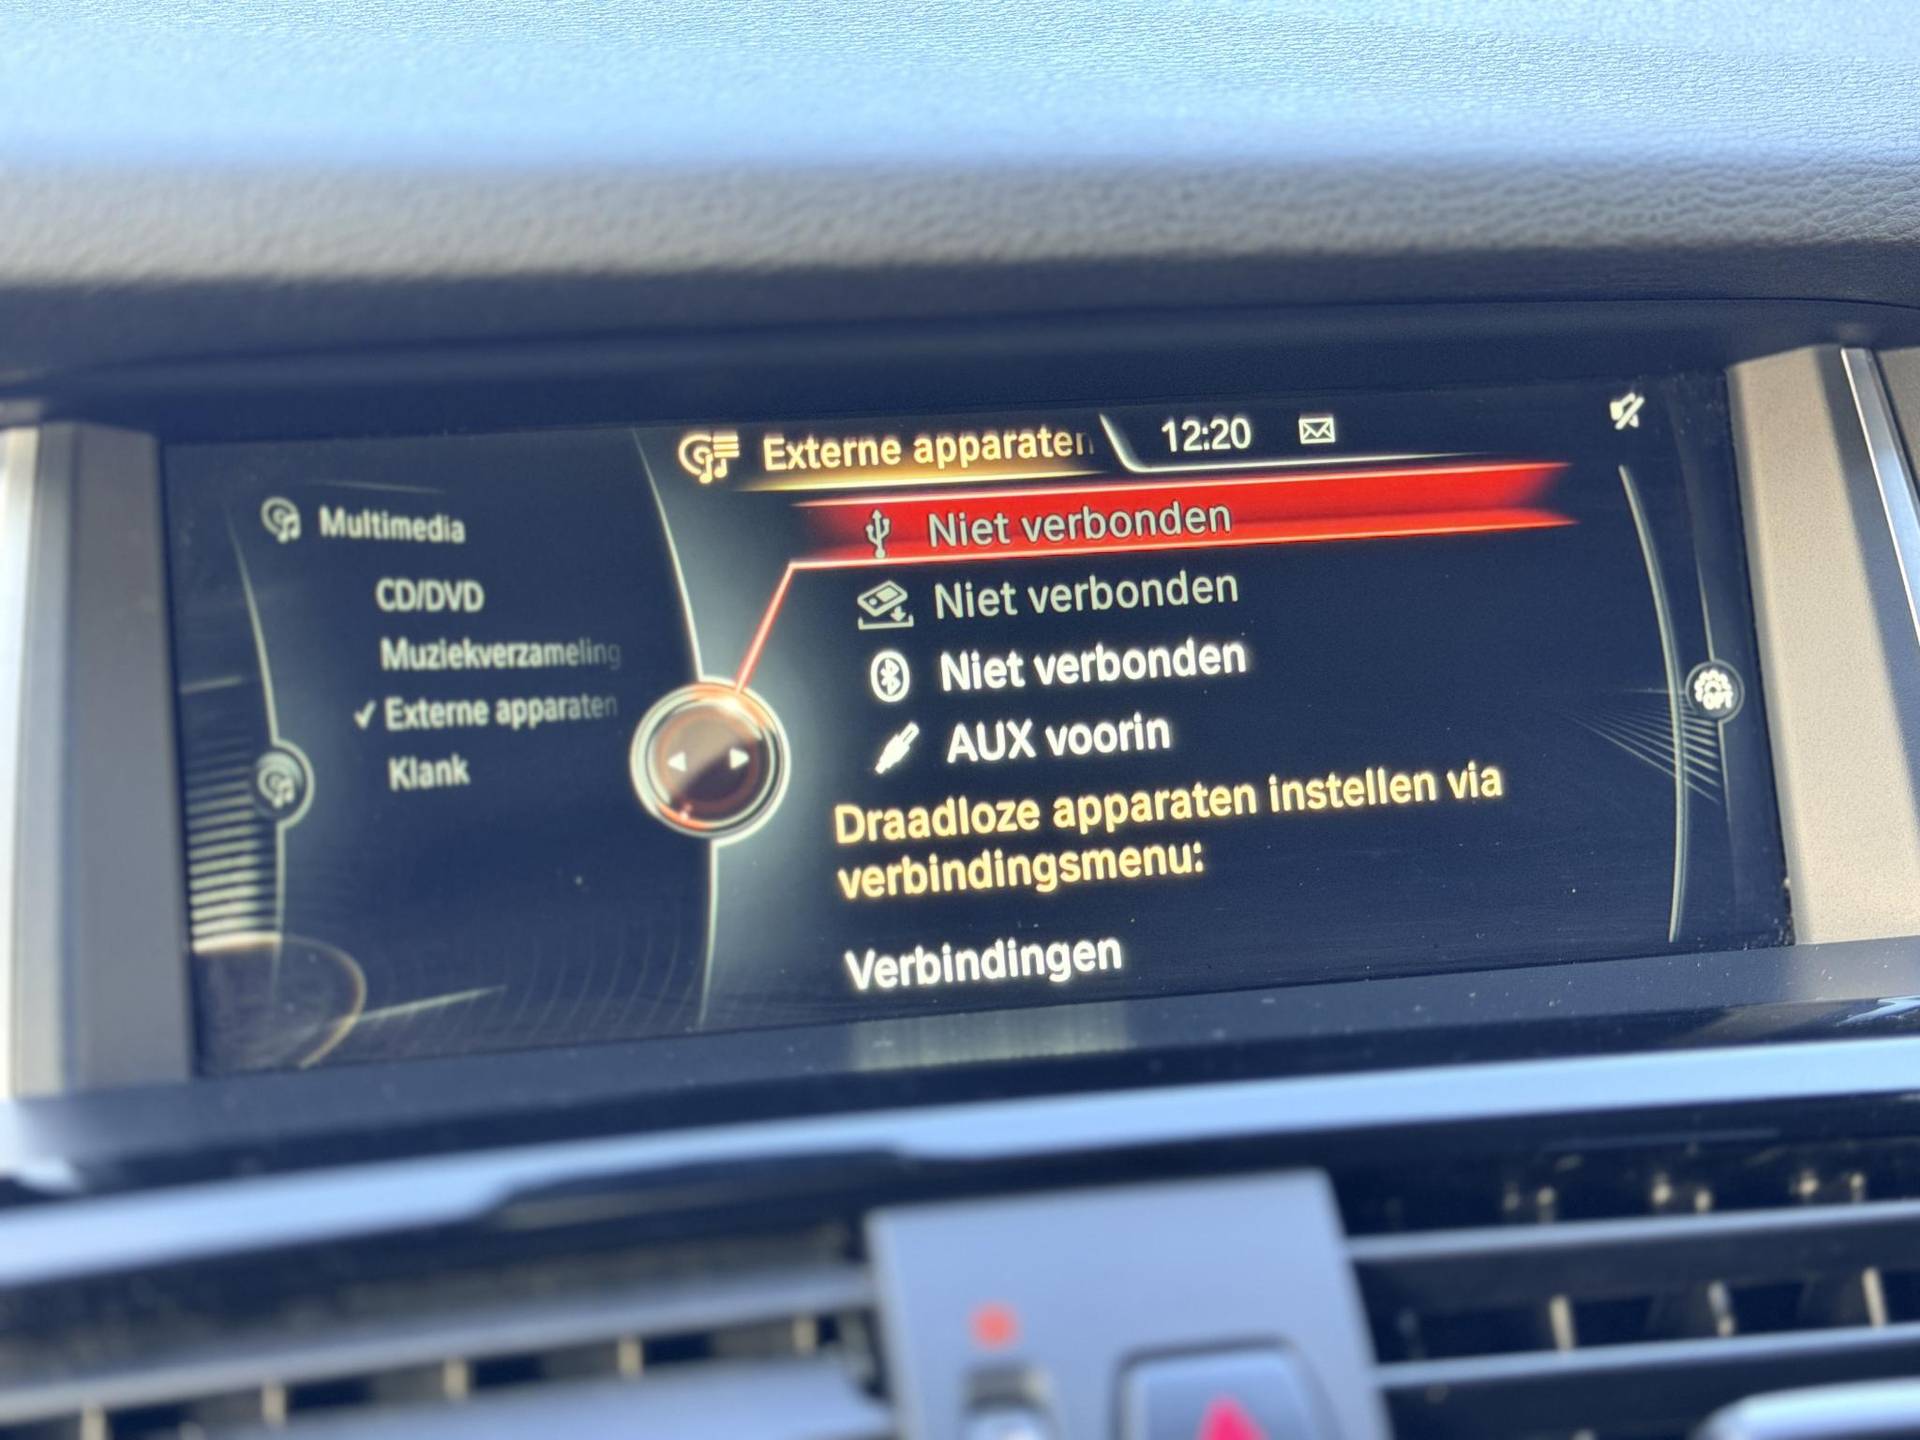 Externe apparaten
12:20
Multimedia
CD/DVD
Muziekverzameling
Externe apparaten
Klank
Niet verbonden
Niet verbonden
Niet verbonden
AUX voorin
Draadloze apparaten instellen via
verbindingsmenu:
Verbindingen
OPT